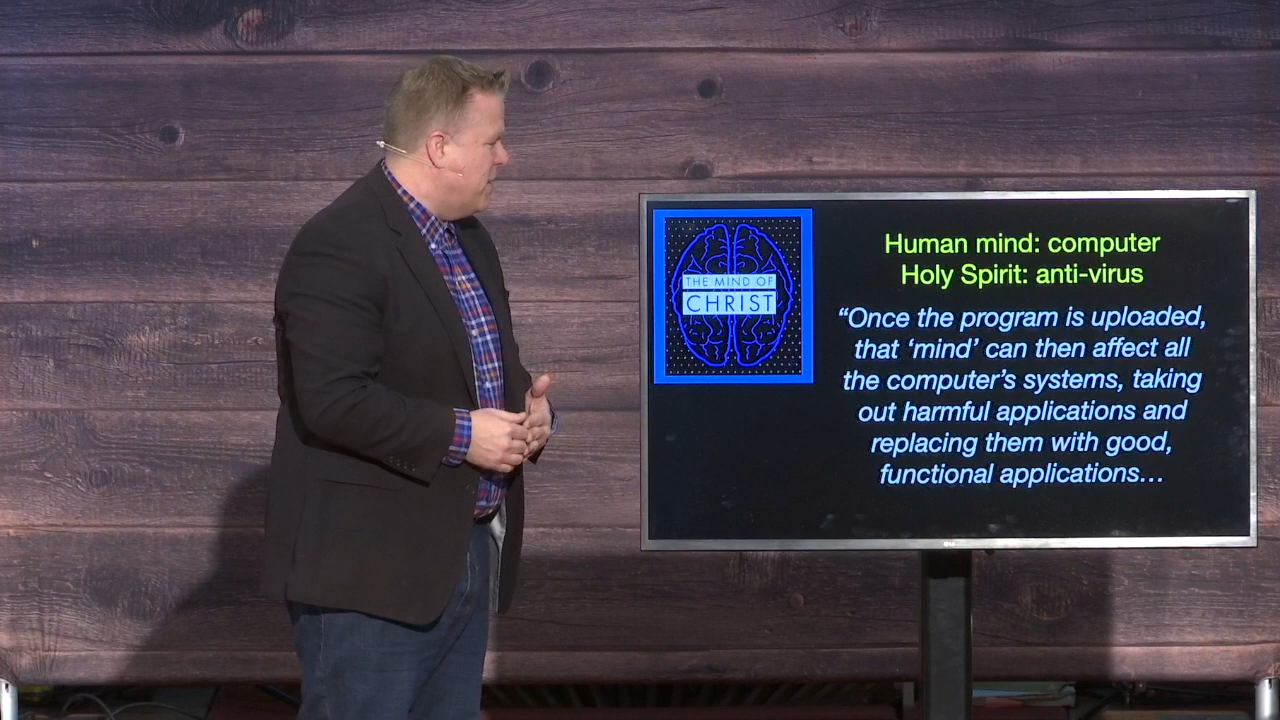 THE MIND OF
CHRIST
Human mind: computer
Holy Spirit: anti-virus
“Once the program is uploaded,
that ‘mind’ can then affect all
the computer’s systems, taking
out harmful applications and
replacing them with good,
functional applications…